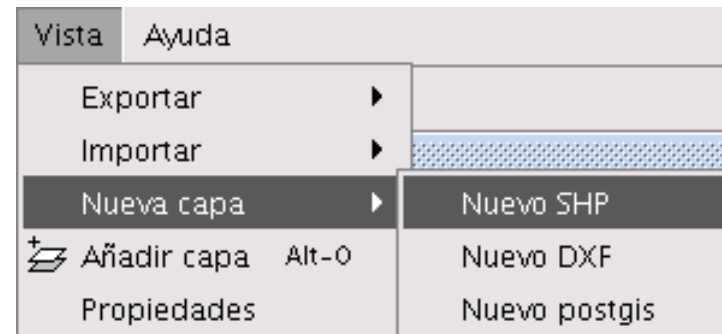 Vista Ayuda
Exportar
Importar
Nueva capa
Añadir capa Alt-O
Propiedades
Nuevo SHP
Nuevo DXF
Nuevo postgis